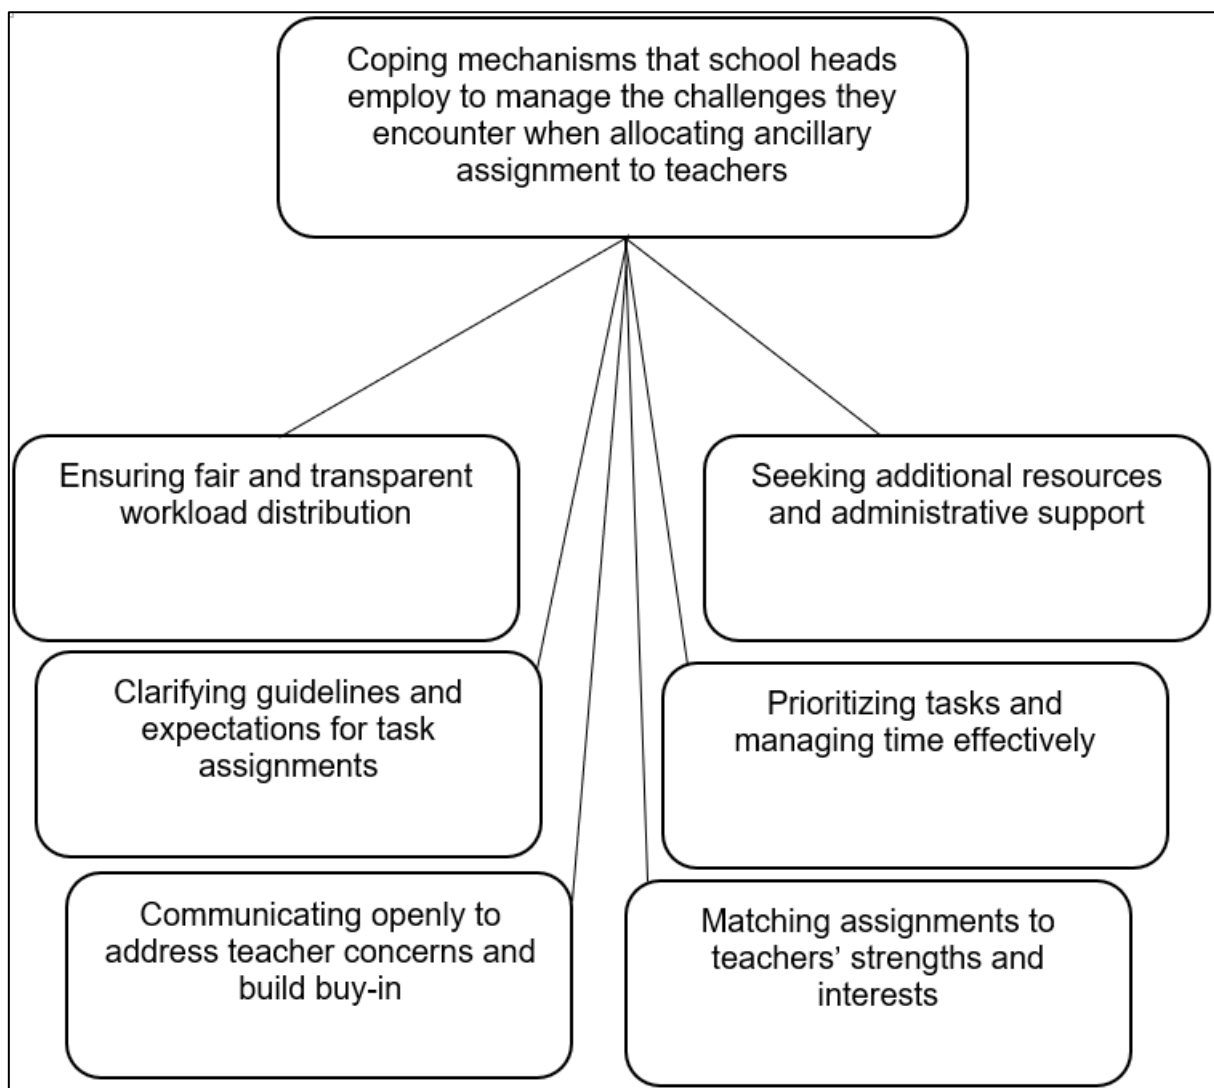 Coping mechanisms that school heads
employ to manage the challenges they
encounter when allocating ancillary
assignment to teachers
Ensuring fair and transparent
workload distribution
Seeking additional resources
and administrative support
Clarifying guidelines and
expectations for task
assignments
Prioritizing tasks and
managing time effectively
Communicating openly to
address teacher concerns and
build buy-in
Matching assignments to
teachers’ strengths and
interests